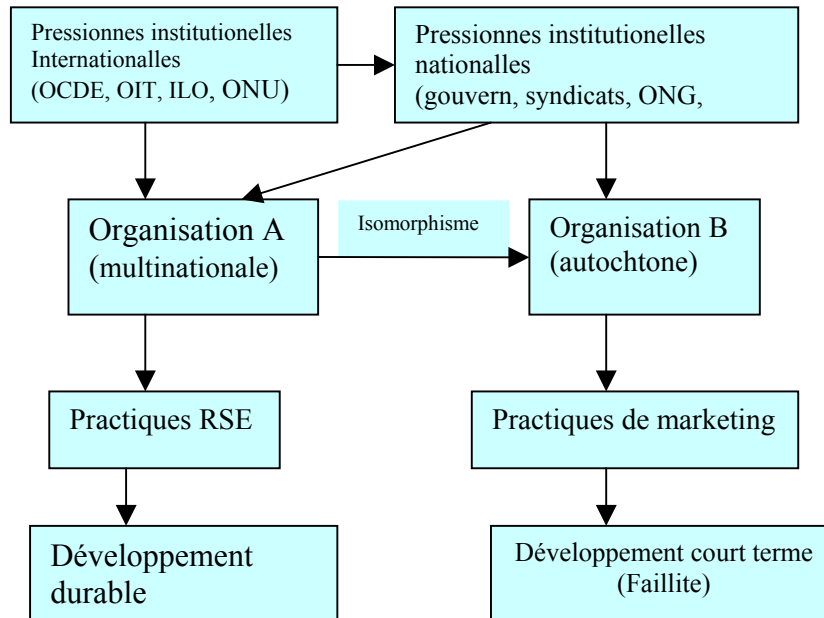 Pressionnes institutionelles
Internationalles
(OCDE, OIT, ILO, ONU)
Pressionnes institutionelles
nationalles
(gouvern, syndicats, ONG,
Organisation A
(multinationale)
Isomorphisme
Organisation B
(autochtone)
Practiques RSE
Practiques de marketing
Développement
durable
Développement court terme
(Faillite)